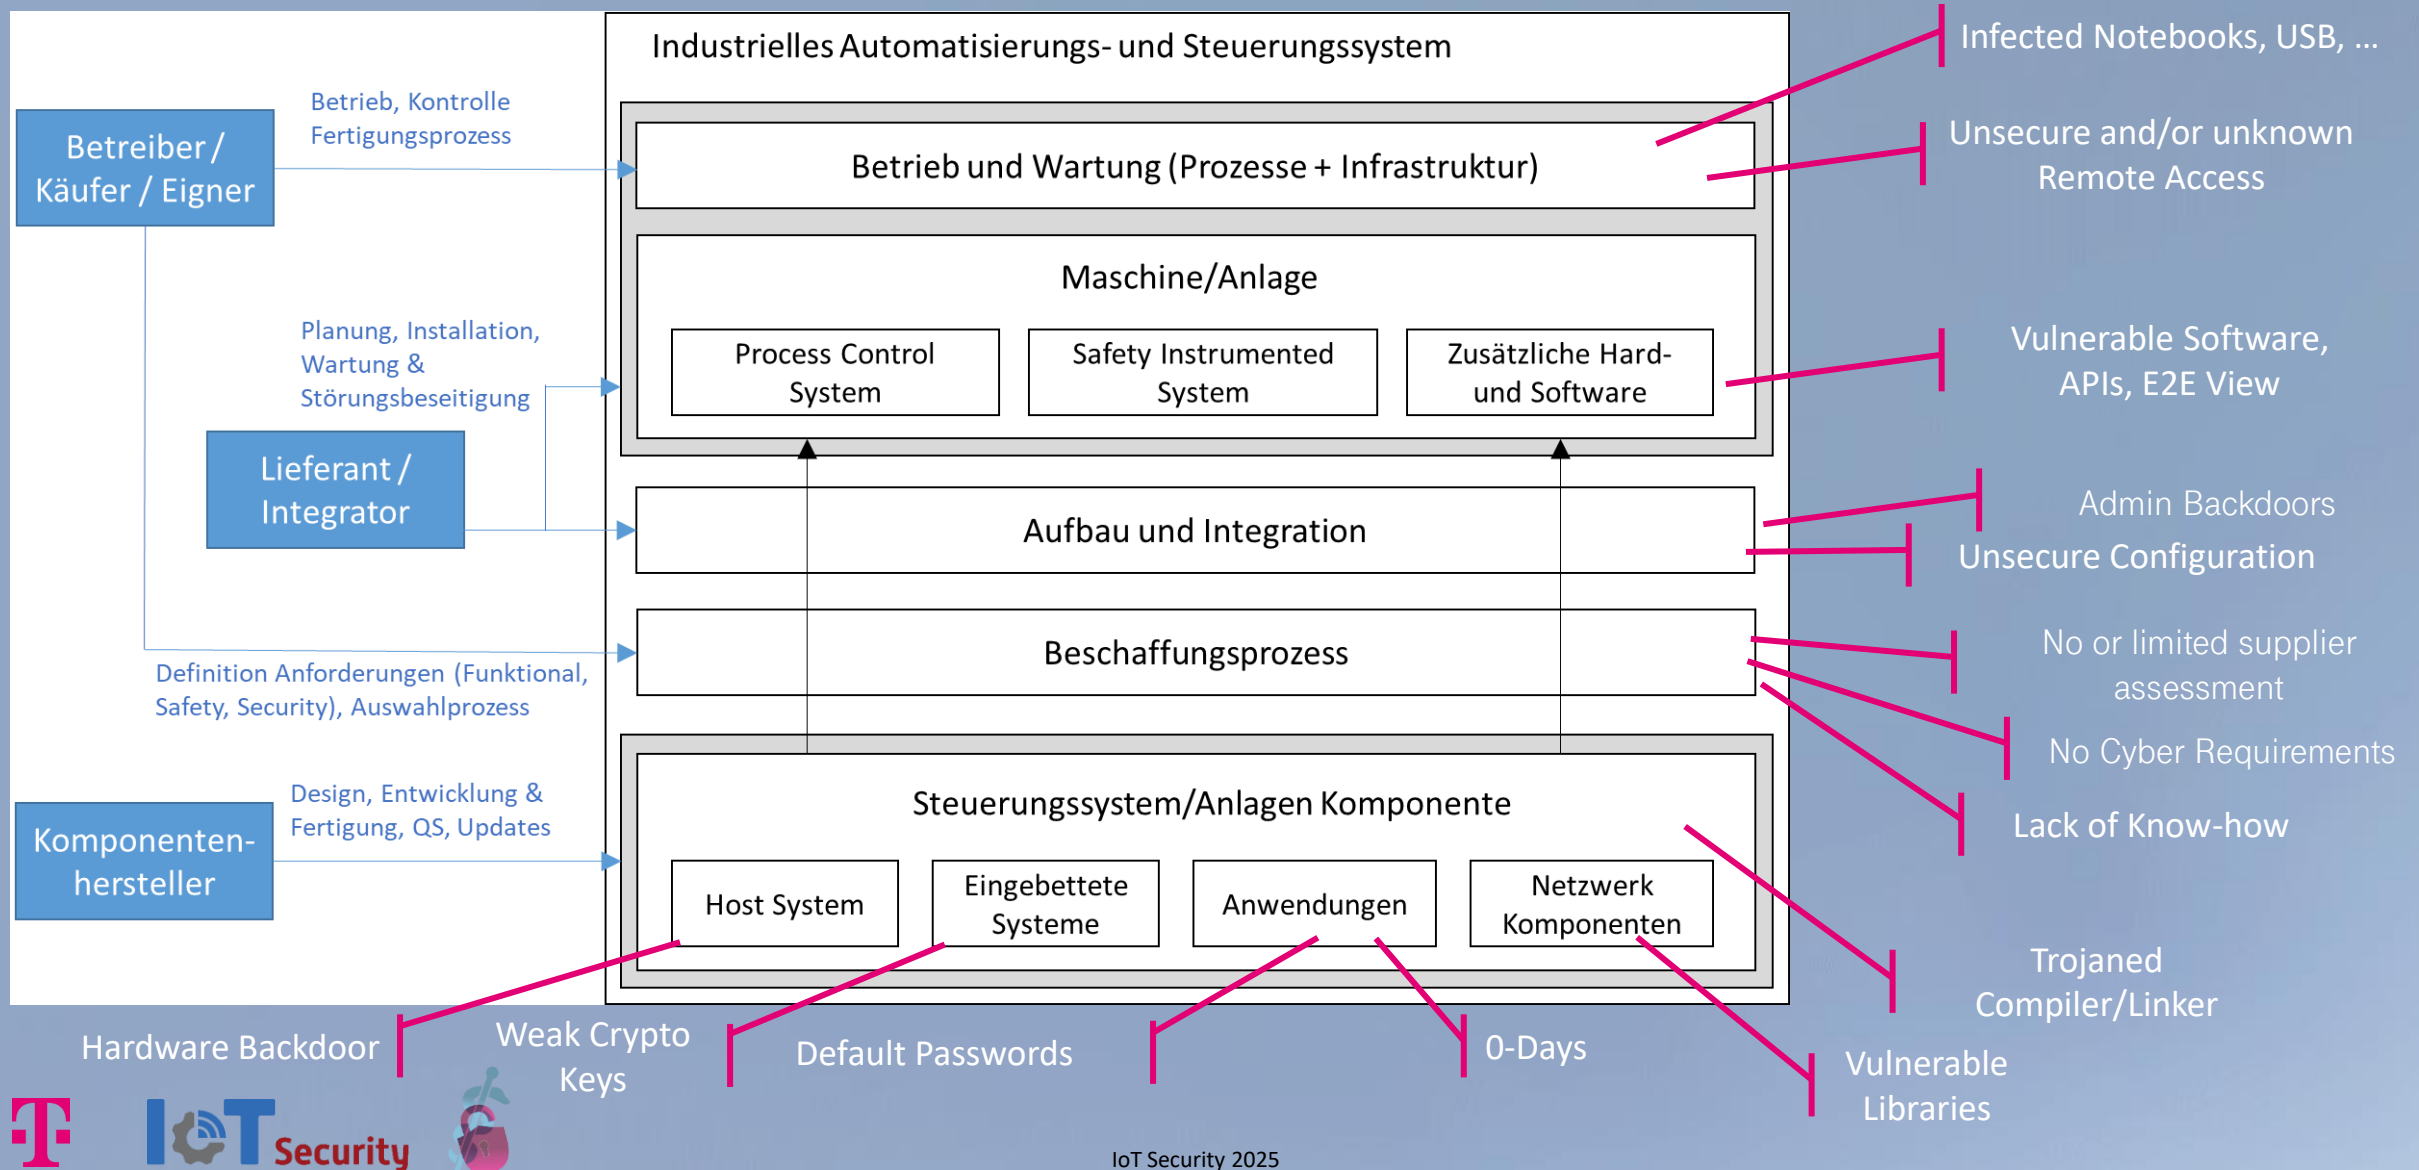 Industrielles Automatisierungs- und Steuerungssystem
Infected Notebooks, USB, ...
Betrieb, Kontrolle
Fertigungsprozess
Betreiber /
Käufer / Eigner
Betrieb und Wartung (Prozesse + Infrastruktur)
Unsecure and/or unknown
Remote Access
Maschine/Anlage
Planung, Installation,
Wartung &
Störungsbeseitigung
Process Control
System
Safety Instrumented
System
Zusätzliche Hard-
und Software
Vulnerable Software,
APIs, E2E View
Lieferant /
Integrator
Aufbau und Integration
Admin Backdoors
Unsecure Configuration
Beschaffungsprozess
No or limited supplier
assessment
Definition Anforderungen (Funktional,
Safety, Security), Auswahlprozess
No Cyber Requirements
Design, Entwicklung &
Fertigung, QS, Updates
Komponenten-
hersteller
Steuerungssystem/Anlagen Komponente
Lack of Know-how
Host System
Eingebettete
Systeme
Anwendungen
Netzwerk
Komponenten
Trojaned
Compiler/Linker
Hardware Backdoor
Weak Crypto
Keys
Default Passwords
0-Days
Vulnerable
Libraries
T
IoT Security
IoT Security 2025